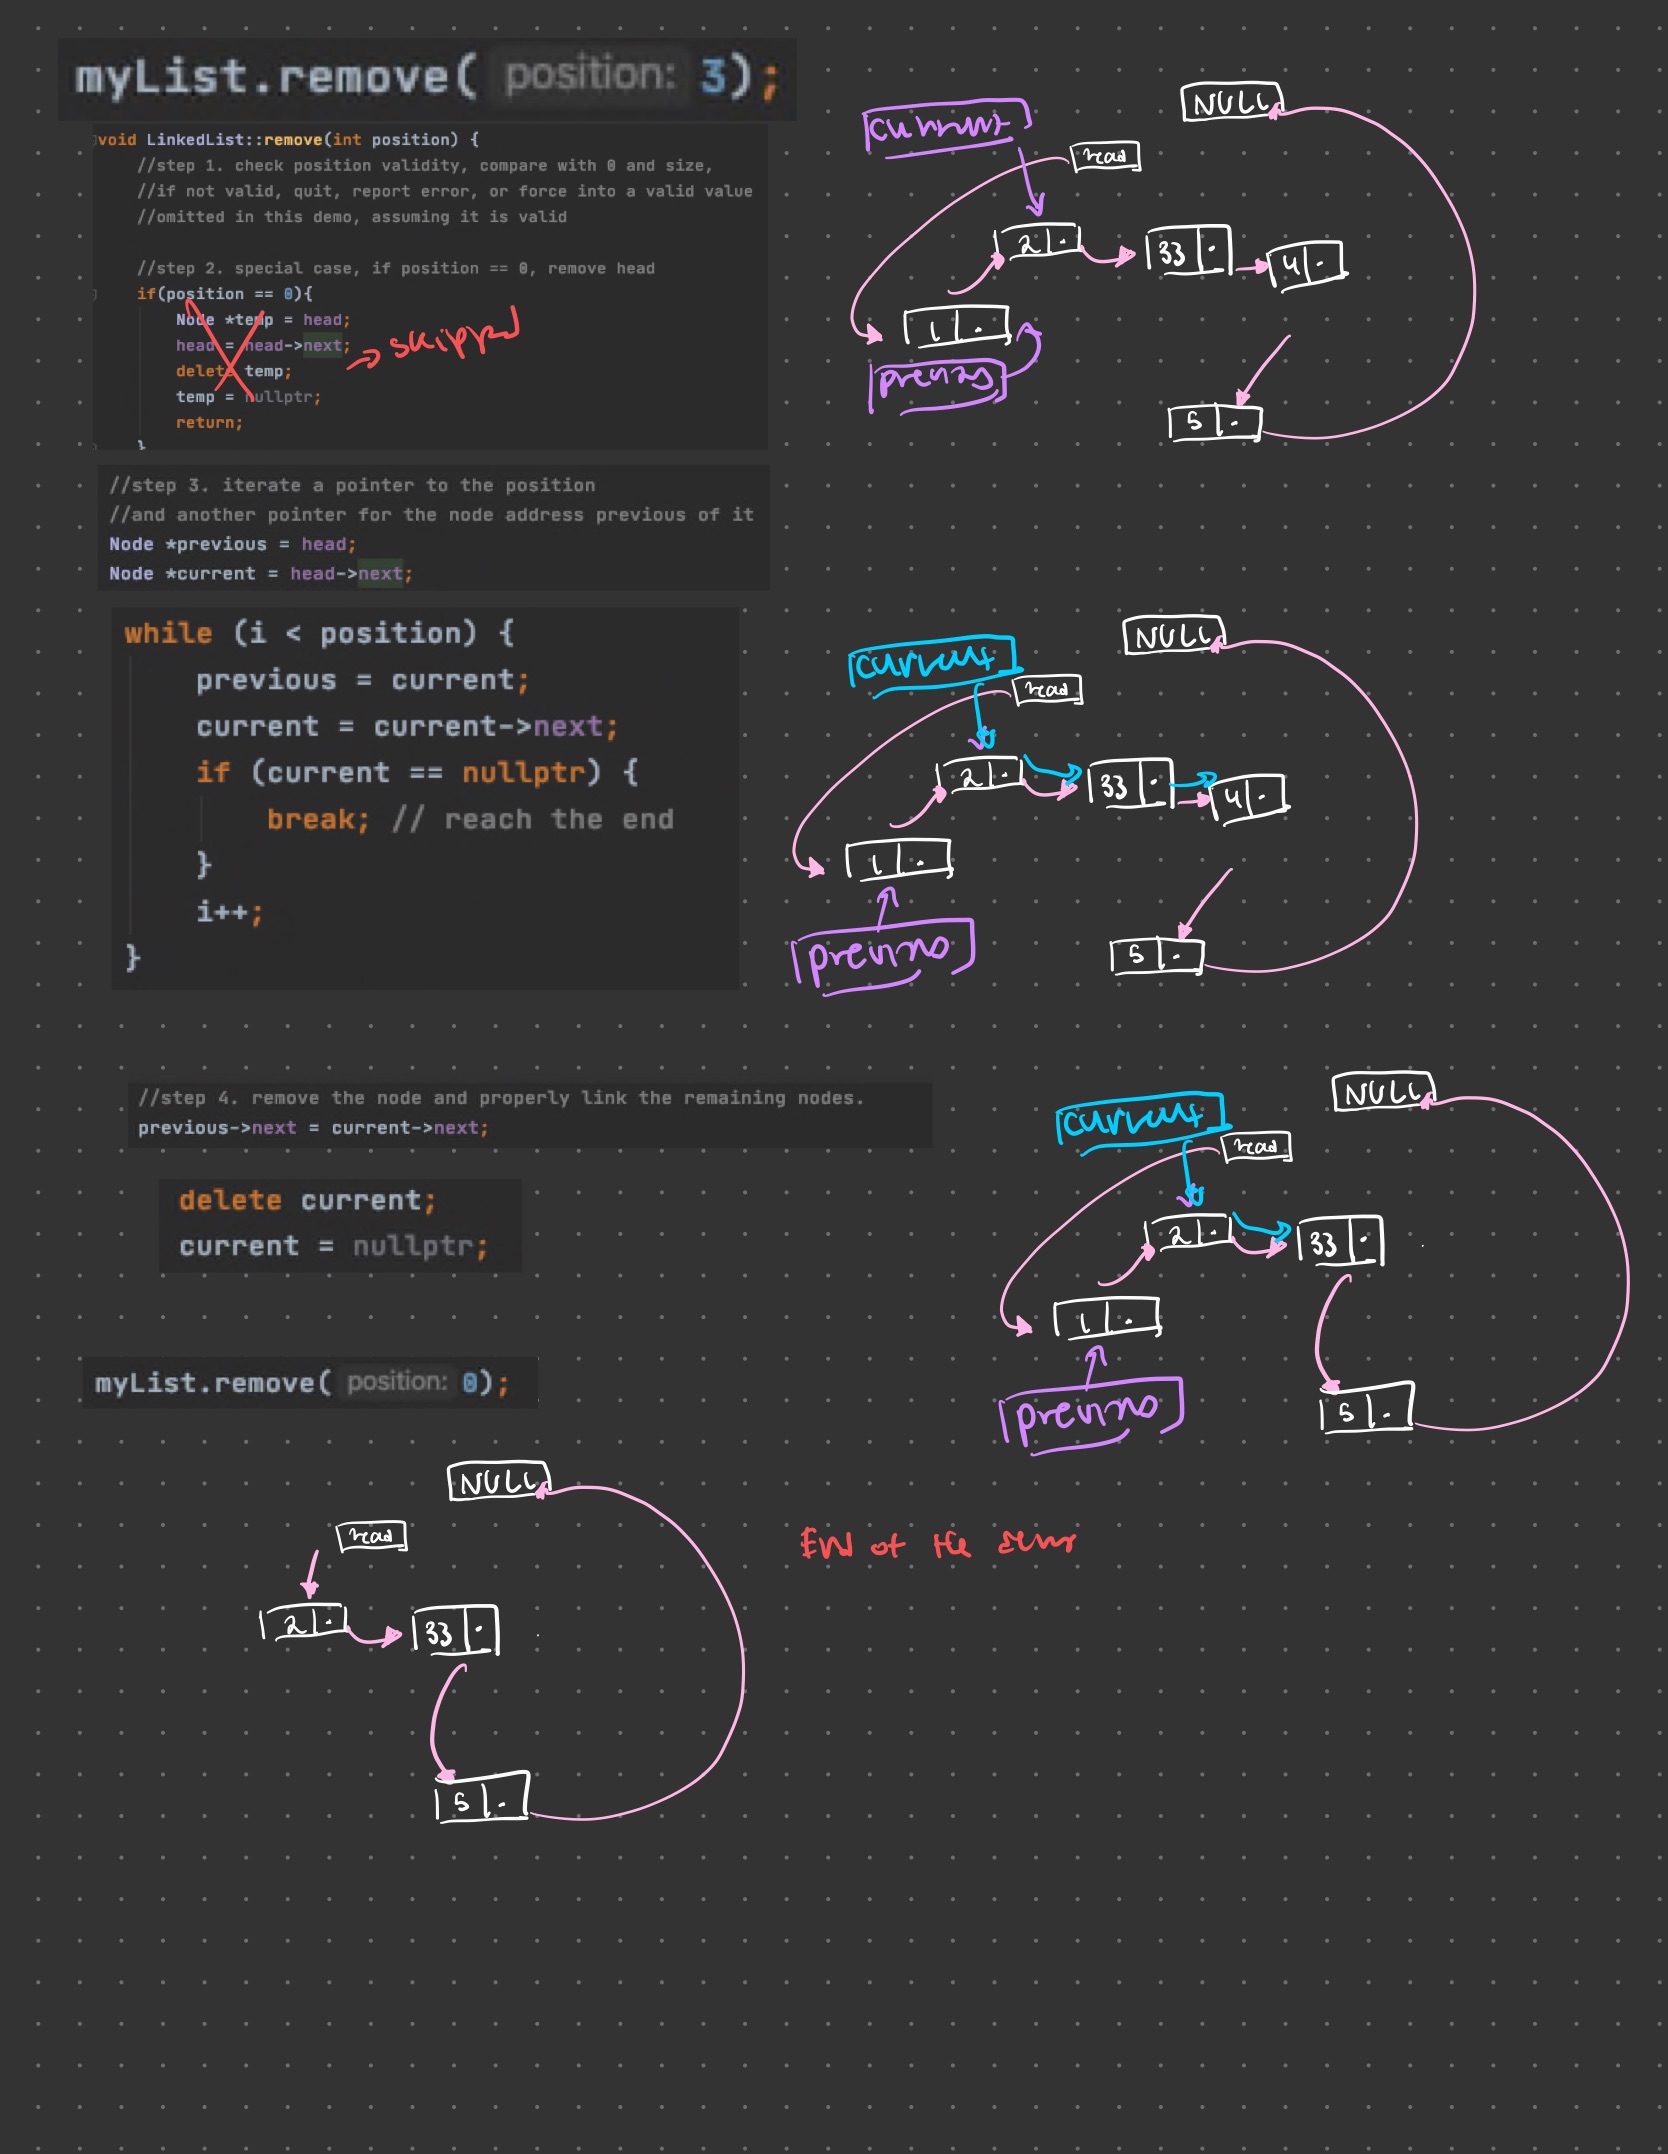 myList.remove( position: 3);
void LinkedList::remove(int position) {
//step 1. check position validity, compare with 0 and size,
//if not valid, quit, report error, or force into a valid value
//omitted in this demo, assuming it is valid
//step 2. special case, if position == 0, remove head
if(position == 0){
Node *temp = head;
head = head->next;
delete temp;
temp = nullptr;
return;
}
skipped
current
NULL
head
2
33
4
1
previous
5
//step 3. iterate a pointer to the position
//and another pointer for the node address previous of it
Node *previous = head;
Node *current = head->next;
while (i < position) {
previous = current;
current = current->next;
if (current == nullptr) {
break; // reach the end
}
i++;
}
NULL
current
head
2
33
4
1
previous
5
//step 4. remove the node and properly link the remaining nodes.
previous->next = current->next;
delete current;
current = nullptr;
NULL
current
head
2
33
1
previous
5
myList.remove( position: 0);
NULL
head
2
33
5
End of the